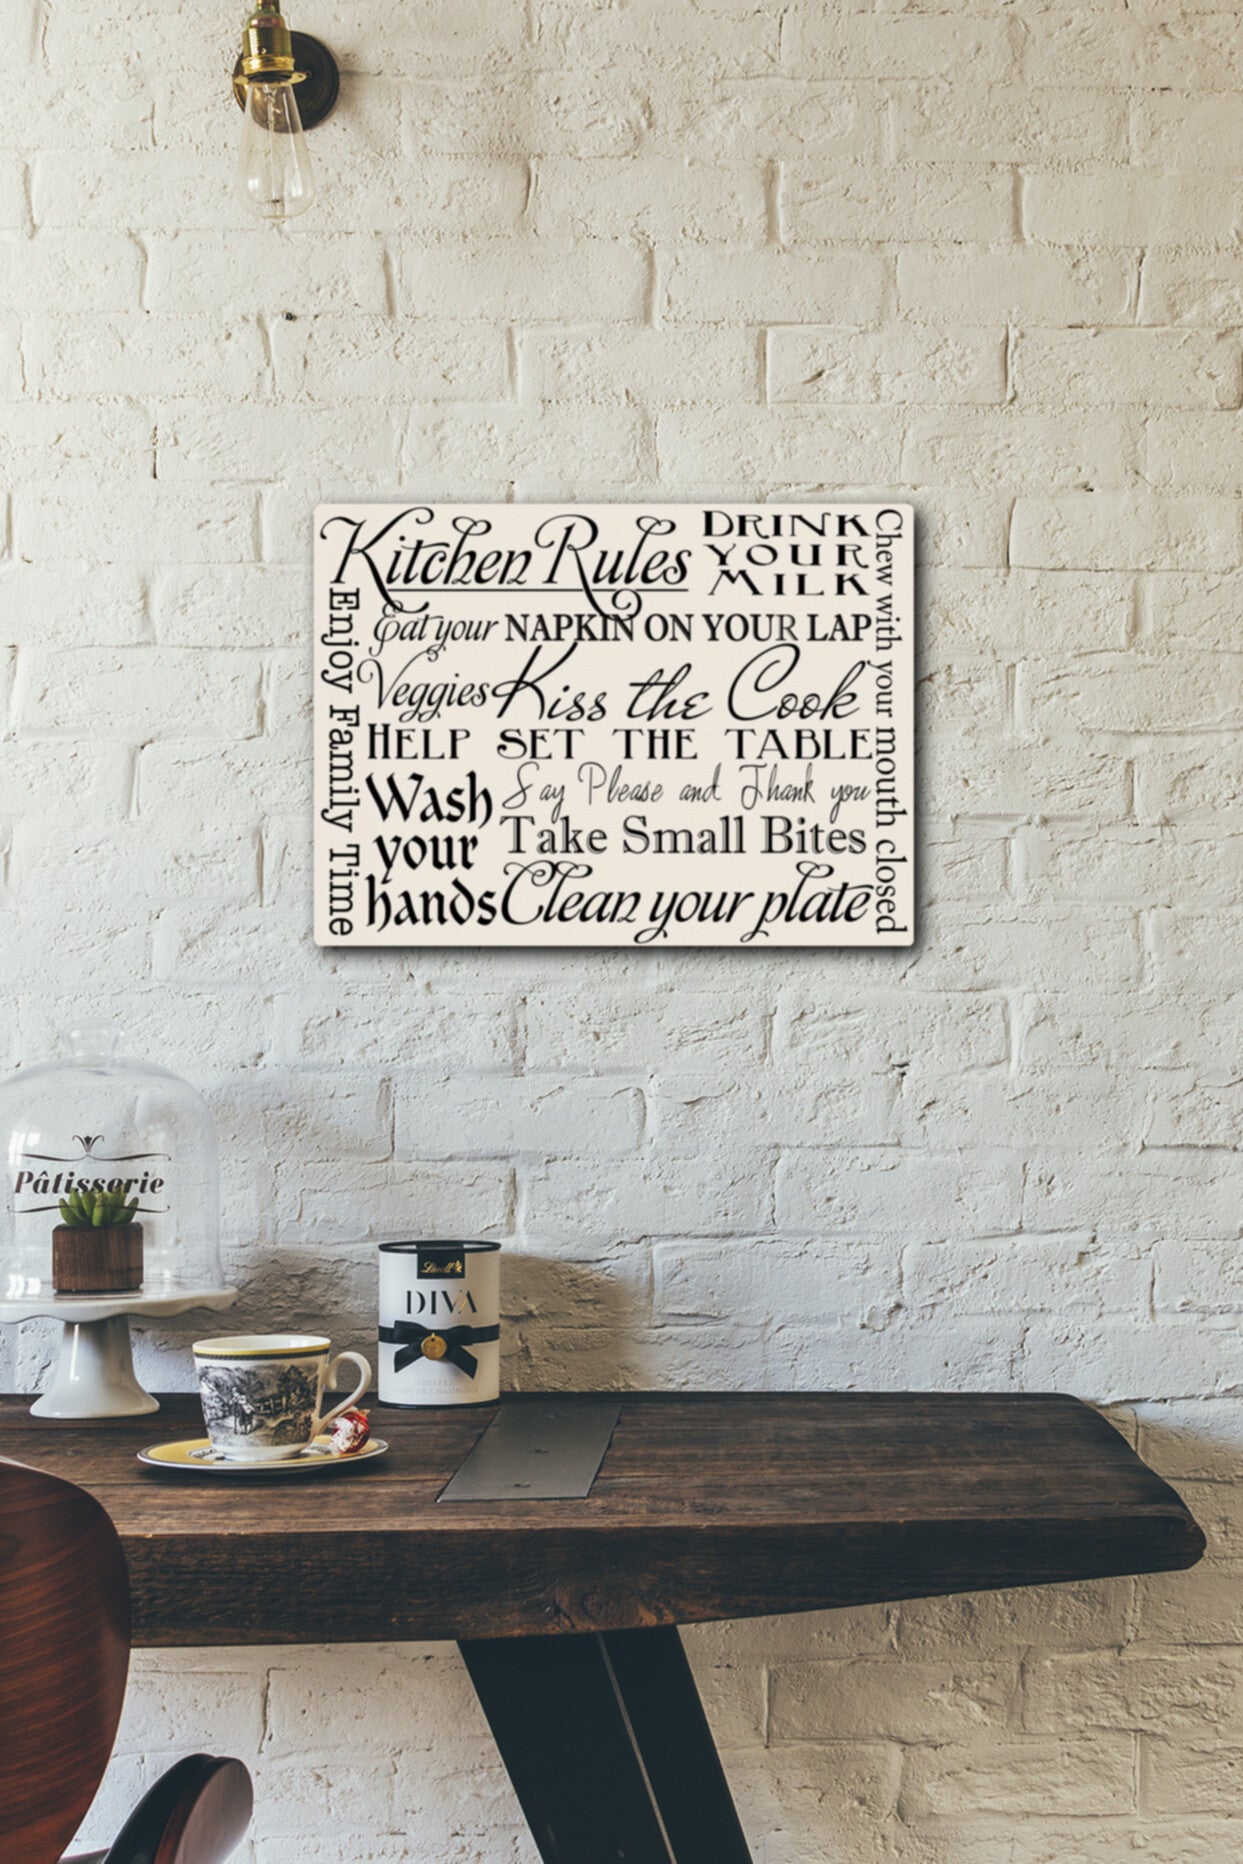 Kitchen Rules
DRINK
YOUR
MILK
Chew with your mouth closed
Enjoy Family Time
Eat your
Veggies
NAPKIN ON YOUR LAP
Kiss the Cook
HELP SET THE TABLE
Wash
your
hands
Say Please and Thank you
Take Small Bites
Clean your plate
Pâtisserie
Lindt
DIVA